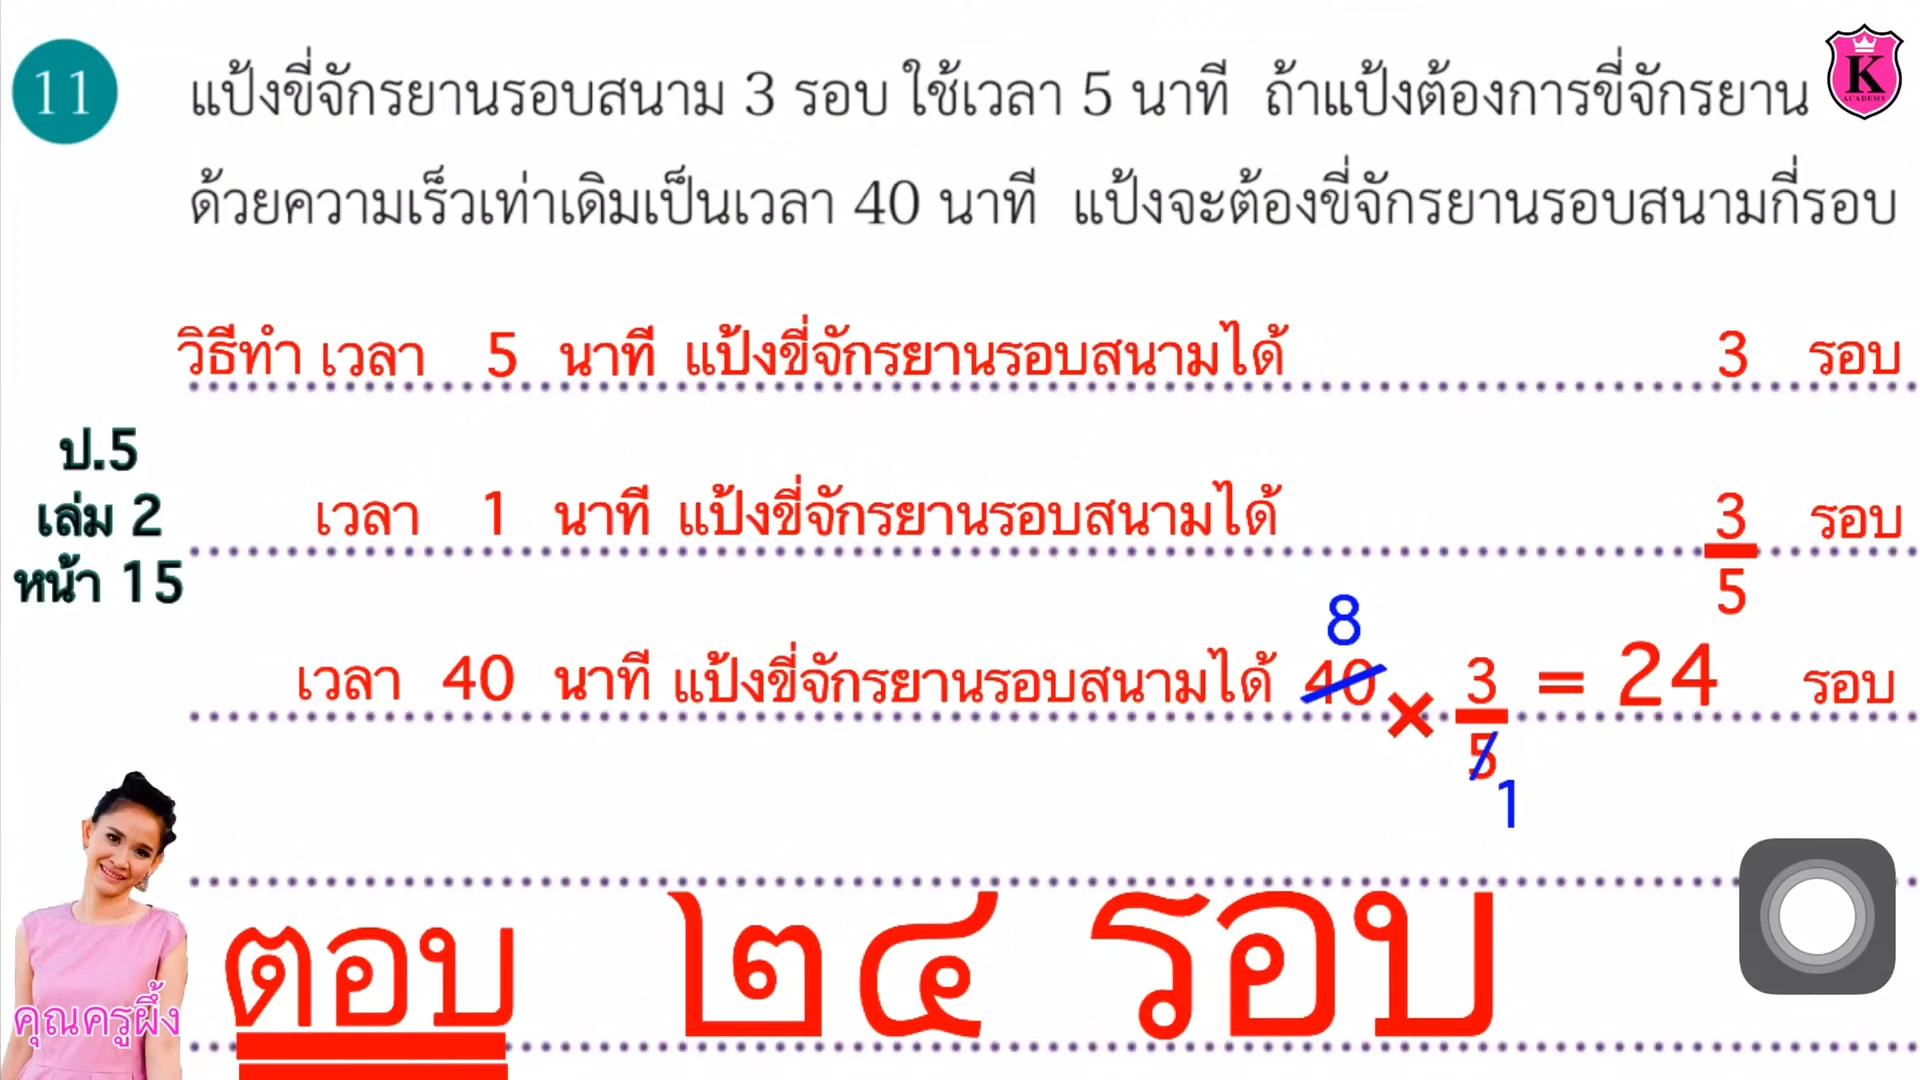 11 แป้งขี่จักรยานรอบสนาม 3 รอบ ใช้เวลา 5 นาที ถ้าแป้งต้องการขี่จักรยาน
ด้วยความเร็วเท่าเดิมเป็นเวลา 40 นาที แป้งจะต้องขี่จักรยานรอบสนามกี่รอบ
K
ACADEMY
วิธีทำ เวลา 5 นาที แป้งขี่จักรยานรอบสนามได้ 3 รอบ
ป.5
เล่ม 2
หน้า 15
เวลา 1 นาที แป้งขี่จักรยานรอบสนามได้ 3/5 รอบ
8
เวลา 40 นาที แป้งขี่จักรยานรอบสนามได้ 40 × 3/5 = 24 รอบ
1
ตอบ ๒๔ รอบ
คุณครูผึ้ง